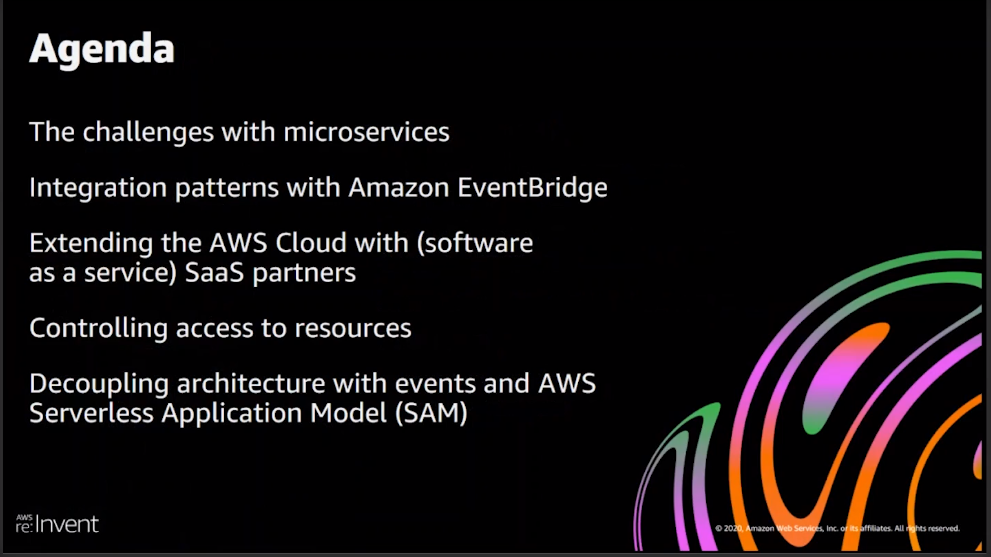 Agenda
The challenges with microservices
Integration patterns with Amazon EventBridge
Extending the AWS Cloud with (software
as a service) SaaS partners
Controlling access to resources
Decoupling architecture with events and AWS
Serverless Application Model (SAM)
AWS
re:Invent
© 2020, Amazon Web Services, Inc. or its affiliates. All rights reserved.